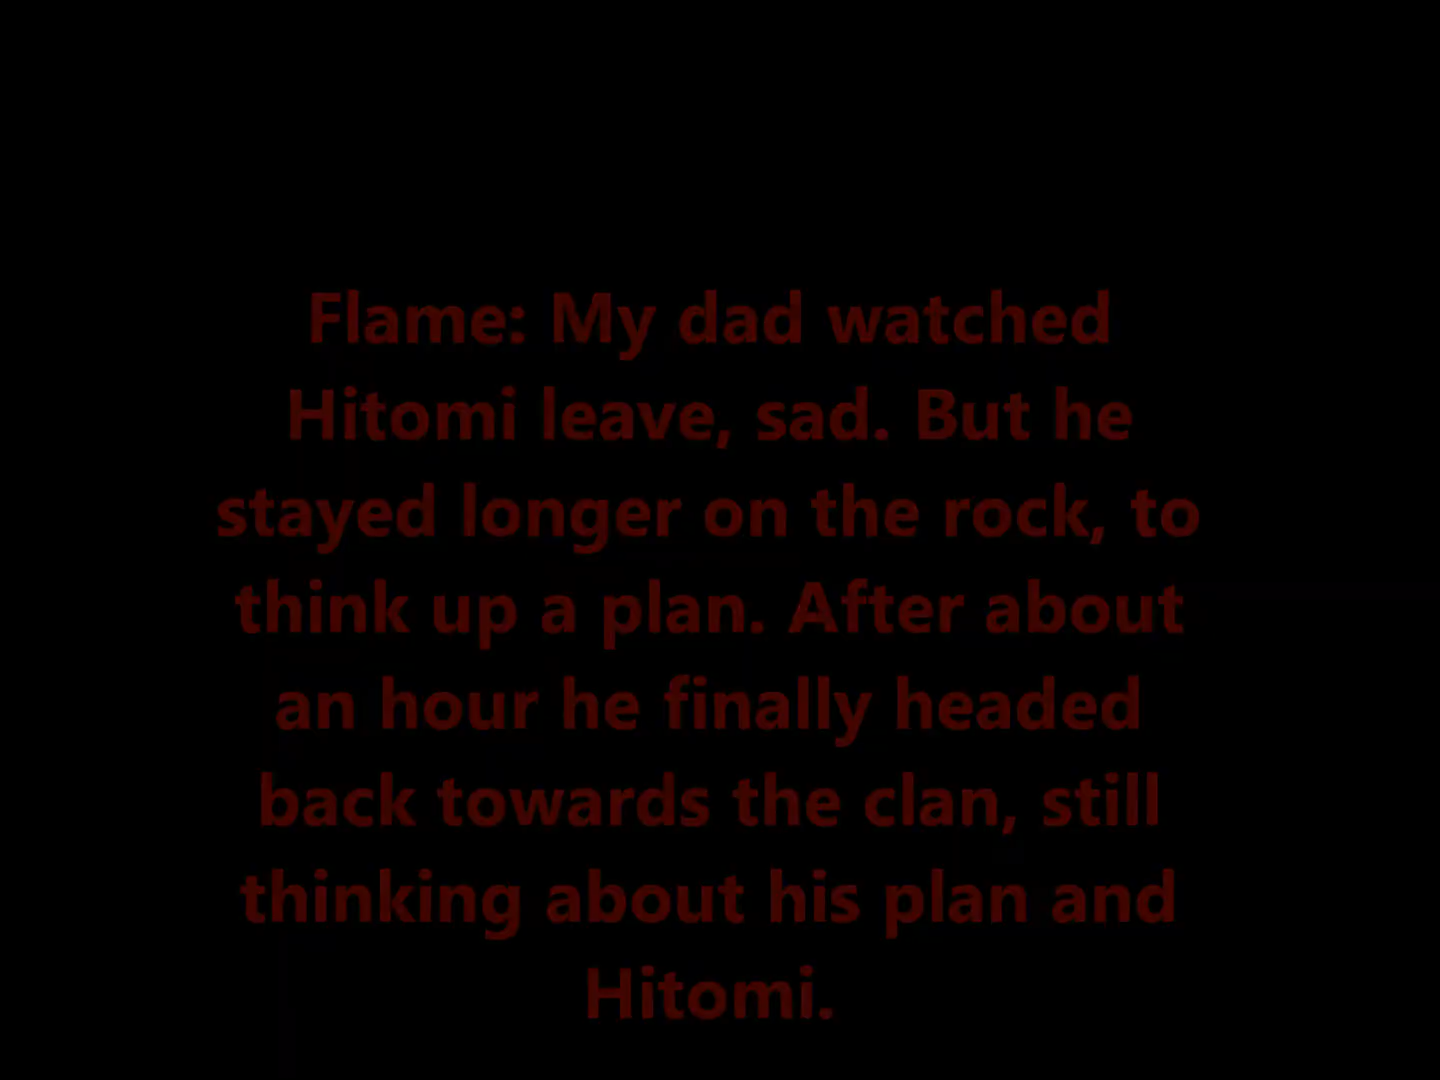 Flame: My dad watched
Hitomi leave, sad. But he
stayed longer on the rock, to
think up a plan. After about
an hour he finally headed
back towards the clan, still
thinking about his plan and
Hitomi.